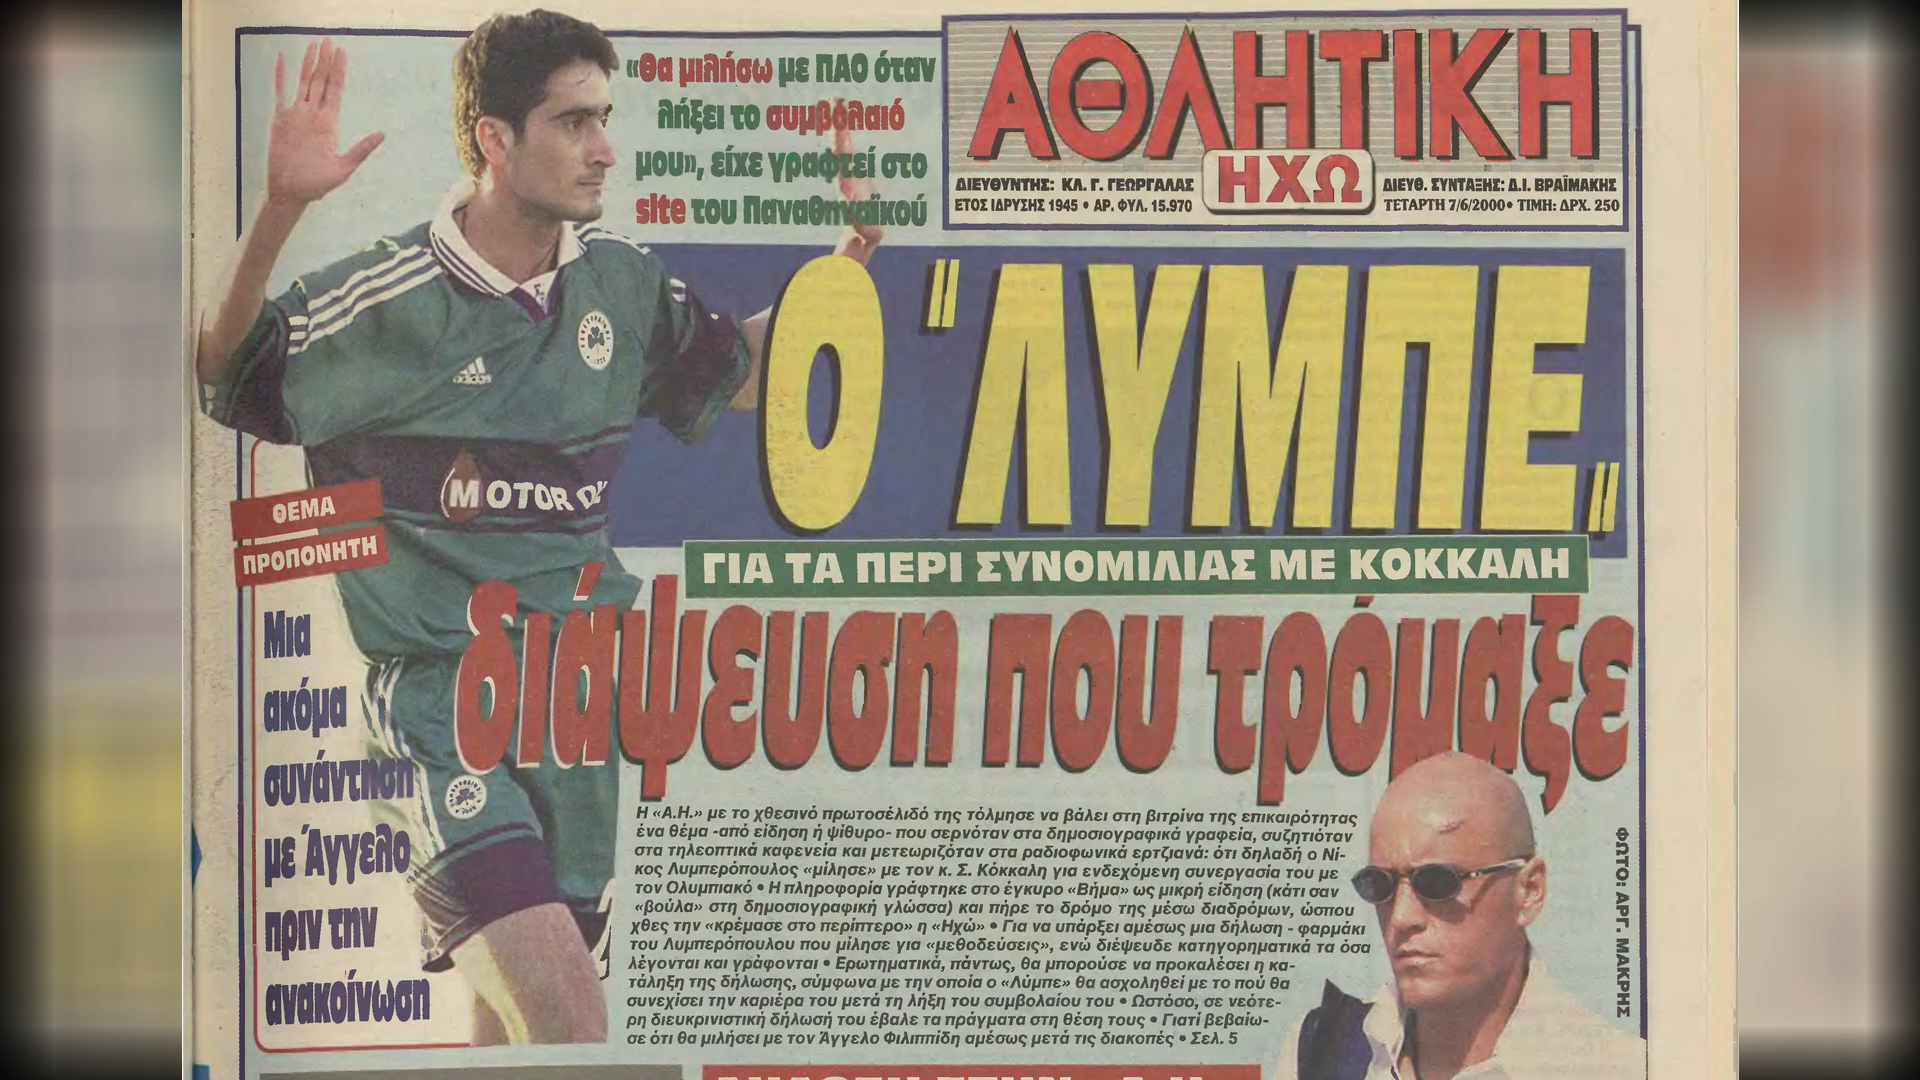 «Θα μιλήσω με ΠΑΟ όταν
λήξει το συμβόλαιό
μου», είχε γραφτεί στο
site του Παναθηναϊκού
ΑΘΛΗΤΙΚΗ
ΗΧΩ
ΔΙΕΥΘΥΝΤΗΣ: ΚΛ. Γ. ΓΕΩΡΓΑΛΑΣ
ΕΤΟΣ ΙΔΡΥΣΗΣ 1945 • ΑΡ. ΦΥΛ. 15.970
ΔΙΕΥΘ. ΣΥΝΤΑΞΗΣ: Δ.Ι. ΒΡΑΪΜΑΚΗΣ
ΤΕΤΑΡΤΗ 7/6/2000 • ΤΙΜΗ: ΔΡΧ. 250
Ο "ΛΥΜΠΕ"
ΓΙΑ ΤΑ ΠΕΡΙ ΣΥΝΟΜΙΛΙΑΣ ΜΕ ΚΟΚΚΑΛΗ
διάψευση που τρόμαξε
MOTOR
ΘΕΜΑ
ΠΡΟΠΟΝΗΤΗ
Μια
ακόμα
συνάντηση
με Άγγελο
πριν την
ανακοίνωση
Η «Α.Η.» με το χθεσινό πρωτοσέλιδό της τόλμησε να βάλει στη βιτρίνα της επικαιρότητας
ένα θέμα -από είδηση ή ψίθυρο- που σερνόταν στα δημοσιογραφικά γραφεία, συζητιόταν
στα τηλεοπτικά καφενεία και μετεωριζόταν στα ραδιοφωνικά ερτζιανά: ότι δηλαδή ο Νί-
κος Λυμπερόπουλος «μίλησε» με τον κ. Σ. Κόκκαλη για ενδεχόμενη συνεργασία του με
τον Ολυμπιακό • Η πληροφορία γράφτηκε στο έγκυρο «Βήμα» ως μικρή είδηση (κάτι σαν
«βούλα» στη δημοσιογραφική γλώσσα) και πήρε το δρόμο της μέσω διαδρόμων, ώσπου
χθες την «κρέμασε στο περίπτερο» η «Ηχώ» • Για να υπάρξει αμέσως μια δήλωση - φαρμάκι
του Λυμπερόπουλου που μίλησε για «μεθοδεύσεις», ενώ διέψευδε κατηγορηματικά τα όσα
λέγονται και γράφονται • Ερωτηματικά, πάντως, θα μπορούσε να προκαλέσει η κα-
τάληξη της δήλωσης, σύμφωνα με την οποία ο «Λύμπε» θα ασχοληθεί με το πού θα
συνεχίσει την καριέρα του μετά τη λήξη του συμβολαίου του • Ωστόσο, σε νεότε-
ρη διευκρινιστική δήλωσή του έβαλε τα πράγματα στη θέση τους • Γιατί βεβαίω-
σε ότι θα μιλήσει με τον Άγγελο Φιλιππίδη αμέσως μετά τις διακοπές • Σελ. 5
ΦΩΤΟ: ΑΡΓ. ΜΑΚΡΗΣ